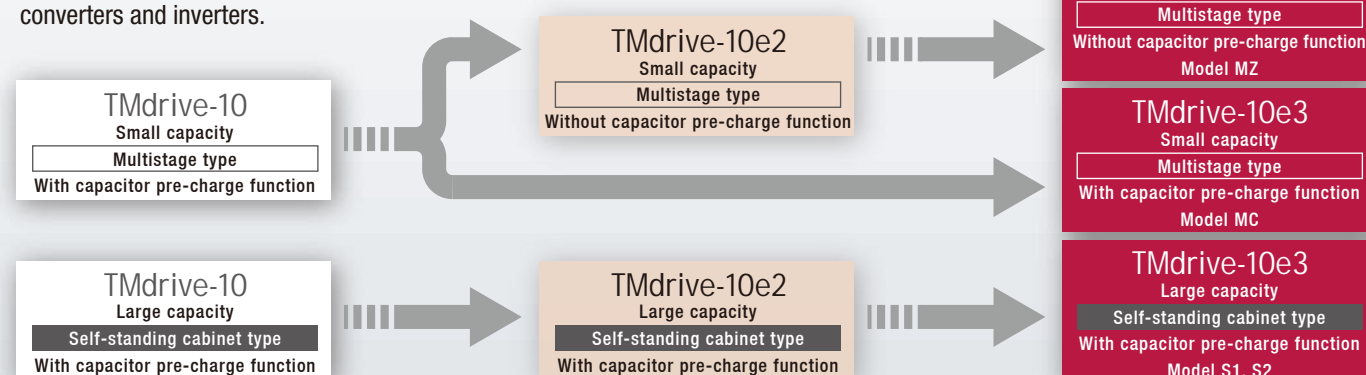 converters and inverters.
TMdrive-10
Small capacity
Multistage type
With capacitor pre-charge function
TMdrive-10e2
Small capacity
Multistage type
Without capacitor pre-charge function
Multistage type
Without capacitor pre-charge function
Model MZ
TMdrive-10e3
Small capacity
Multistage type
With capacitor pre-charge function
Model MC
TMdrive-10
Large capacity
Self-standing cabinet type
With capacitor pre-charge function
TMdrive-10e2
Large capacity
Self-standing cabinet type
With capacitor pre-charge function
TMdrive-10e3
Large capacity
Self-standing cabinet type
With capacitor pre-charge function
Model S1, S2